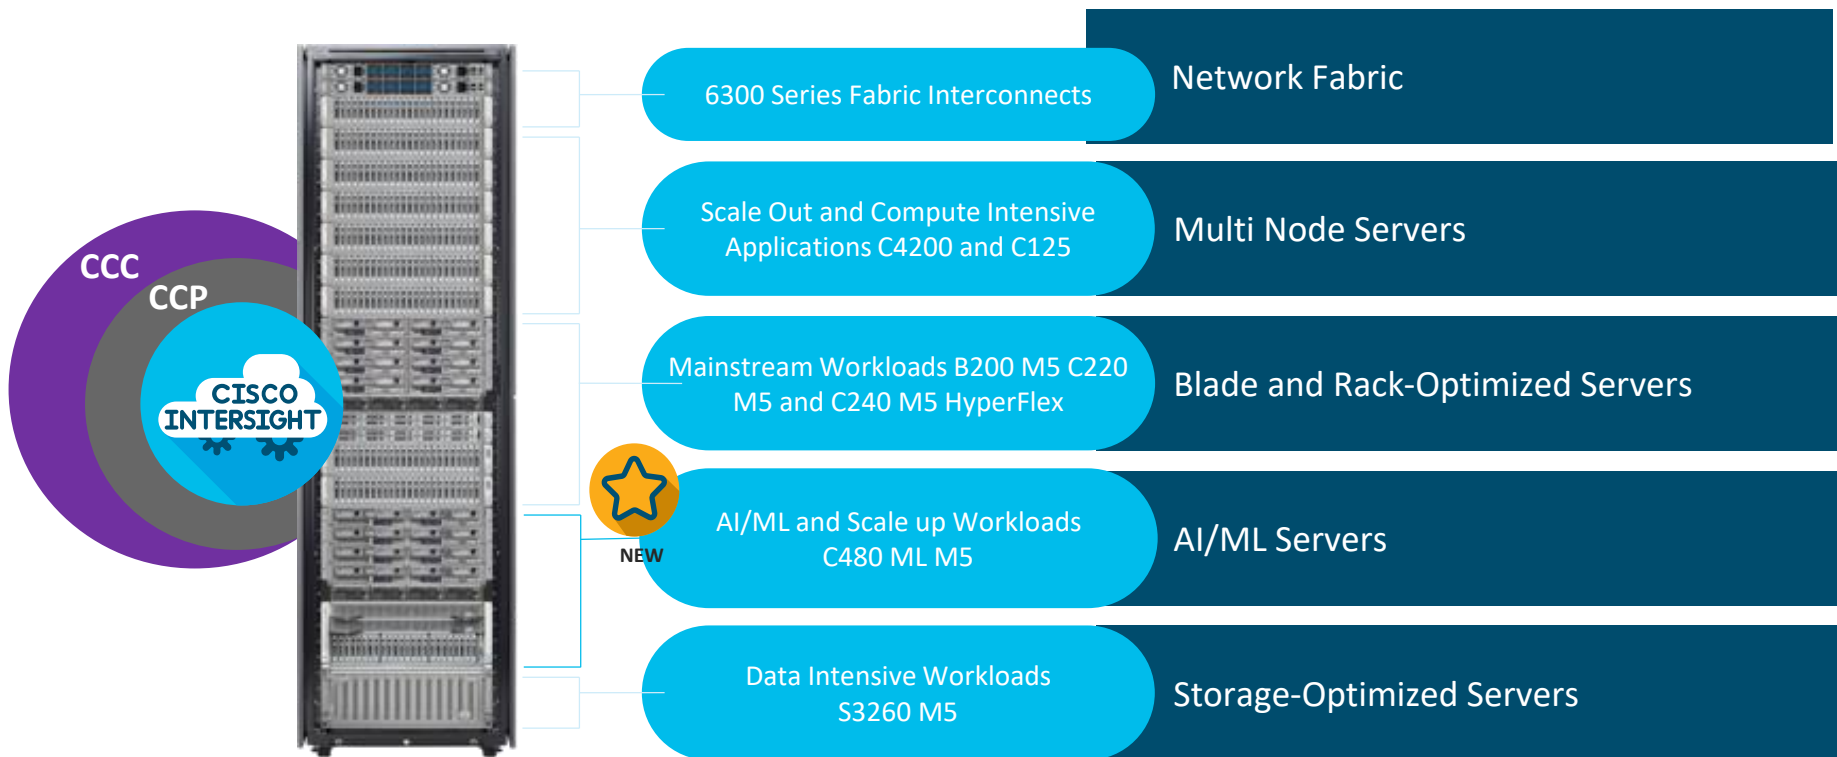 6300 Series Fabric Interconnects
Network Fabric
Scale Out and Compute Intensive
Applications C4200 and C125
Multi Node Servers
CCC
CCP
CISCO
INTERSIGHT
Mainstream Workloads B200 M5 C220
M5 and C240 M5 HyperFlex
Blade and Rack-Optimized Servers
NEW
AI/ML and Scale up Workloads
C480 ML M5
AI/ML Servers
Data Intensive Workloads
S3260 M5
Storage-Optimized Servers